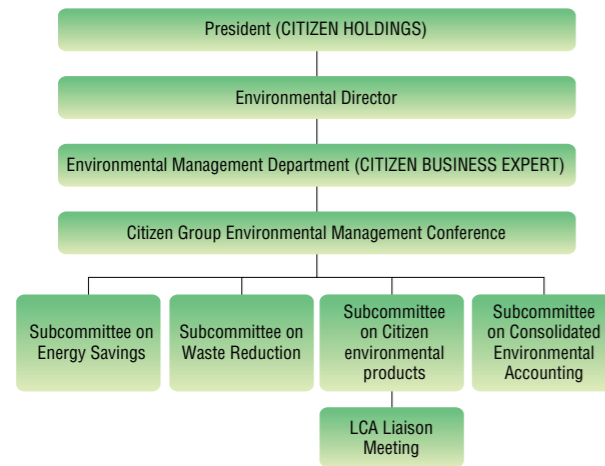 President (CITIZEN HOLDINGS)
Environmental Director
Environmental Management Department (CITIZEN BUSINESS EXPERT)
Citizen Group Environmental Management Conference
Subcommittee on
Energy Savings
Subcommittee on
Waste Reduction
Subcommittee
on Citizen
environmental
products
Subcommittee
on Consolidated
Environmental
Accounting
LCA Liaison
Meeting